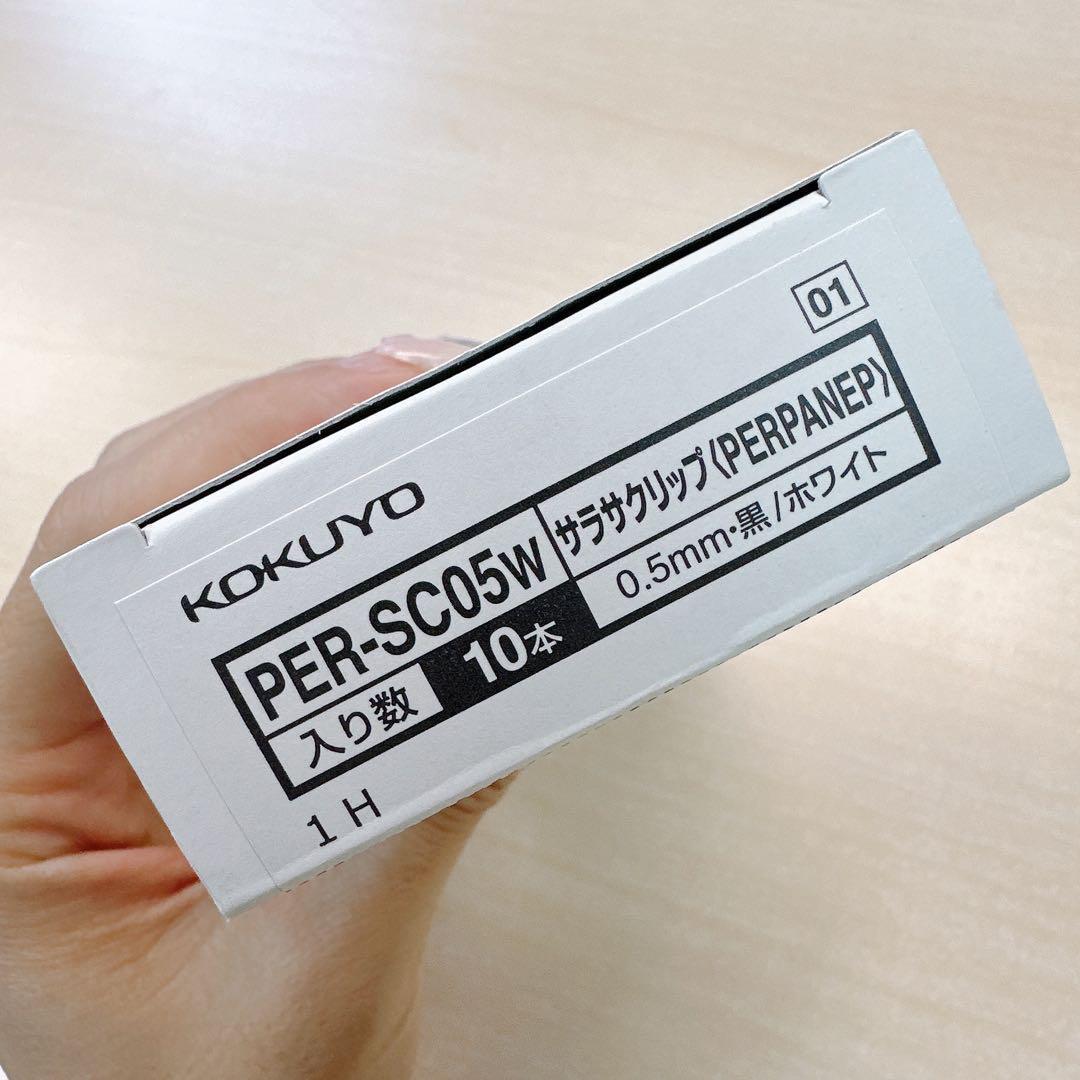 01
KOKUYO
PER-SC05W
サラサクリップ〈PERPANEP〉
0.5mm・黒/ホワイト
入り数
10本
1 H